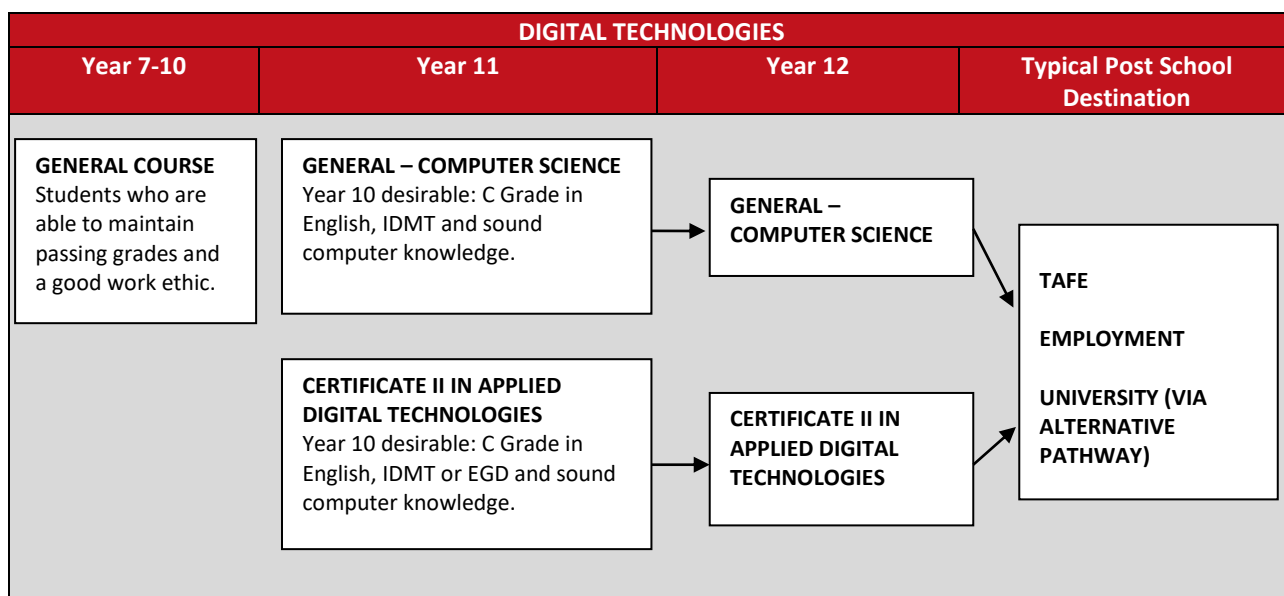 DIGITAL TECHNOLOGIES
Year 7-10
Year 11
Year 12
Typical Post School
Destination
GENERAL COURSE
Students who are
able to maintain
passing grades and
a good work ethic.
GENERAL – COMPUTER SCIENCE
Year 10 desirable: C Grade in
English, IDMT and sound
computer knowledge.
GENERAL –
COMPUTER SCIENCE
CERTIFICATE II IN APPLIED
DIGITAL TECHNOLOGIES
Year 10 desirable: C Grade in
English, IDMT or EGD and sound
computer knowledge.
CERTIFICATE II IN
APPLIED DIGITAL
TECHNOLOGIES
TAFE
EMPLOYMENT
UNIVERSITY (VIA
ALTERNATIVE
PATHWAY)